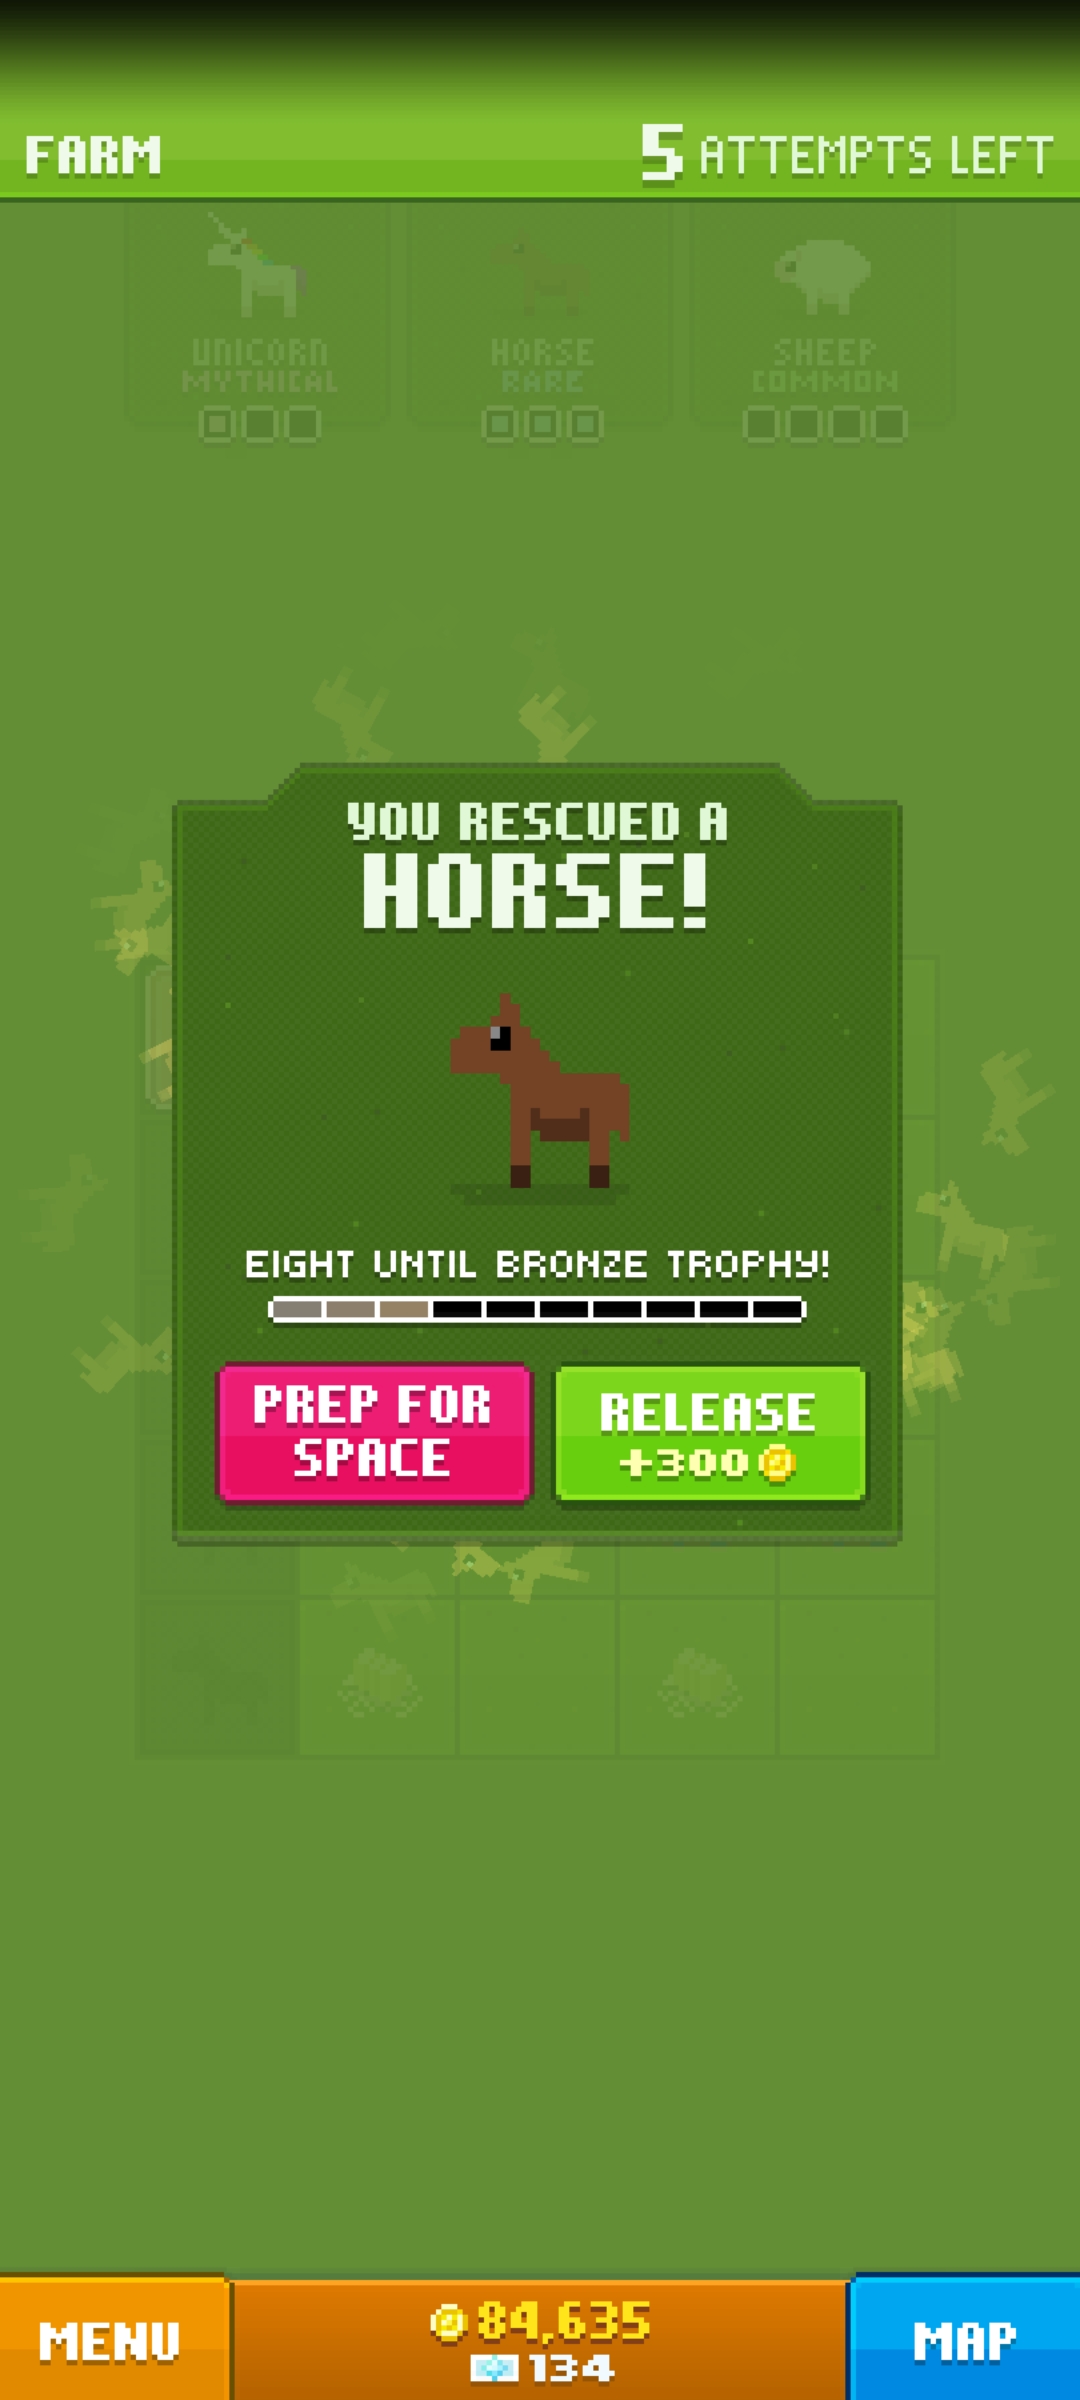 FARM
5 ATTEMPTS LEFT
UNICORN
MYTHICAL
HORSE
RARE
SHEEP
COMMON
YOU RESCUED A
HORSE!
EIGHT UNTIL BRONZE TROPHY!
PREP FOR
SPACE
RELEASE
+300
MENU
84,635
134
MAP